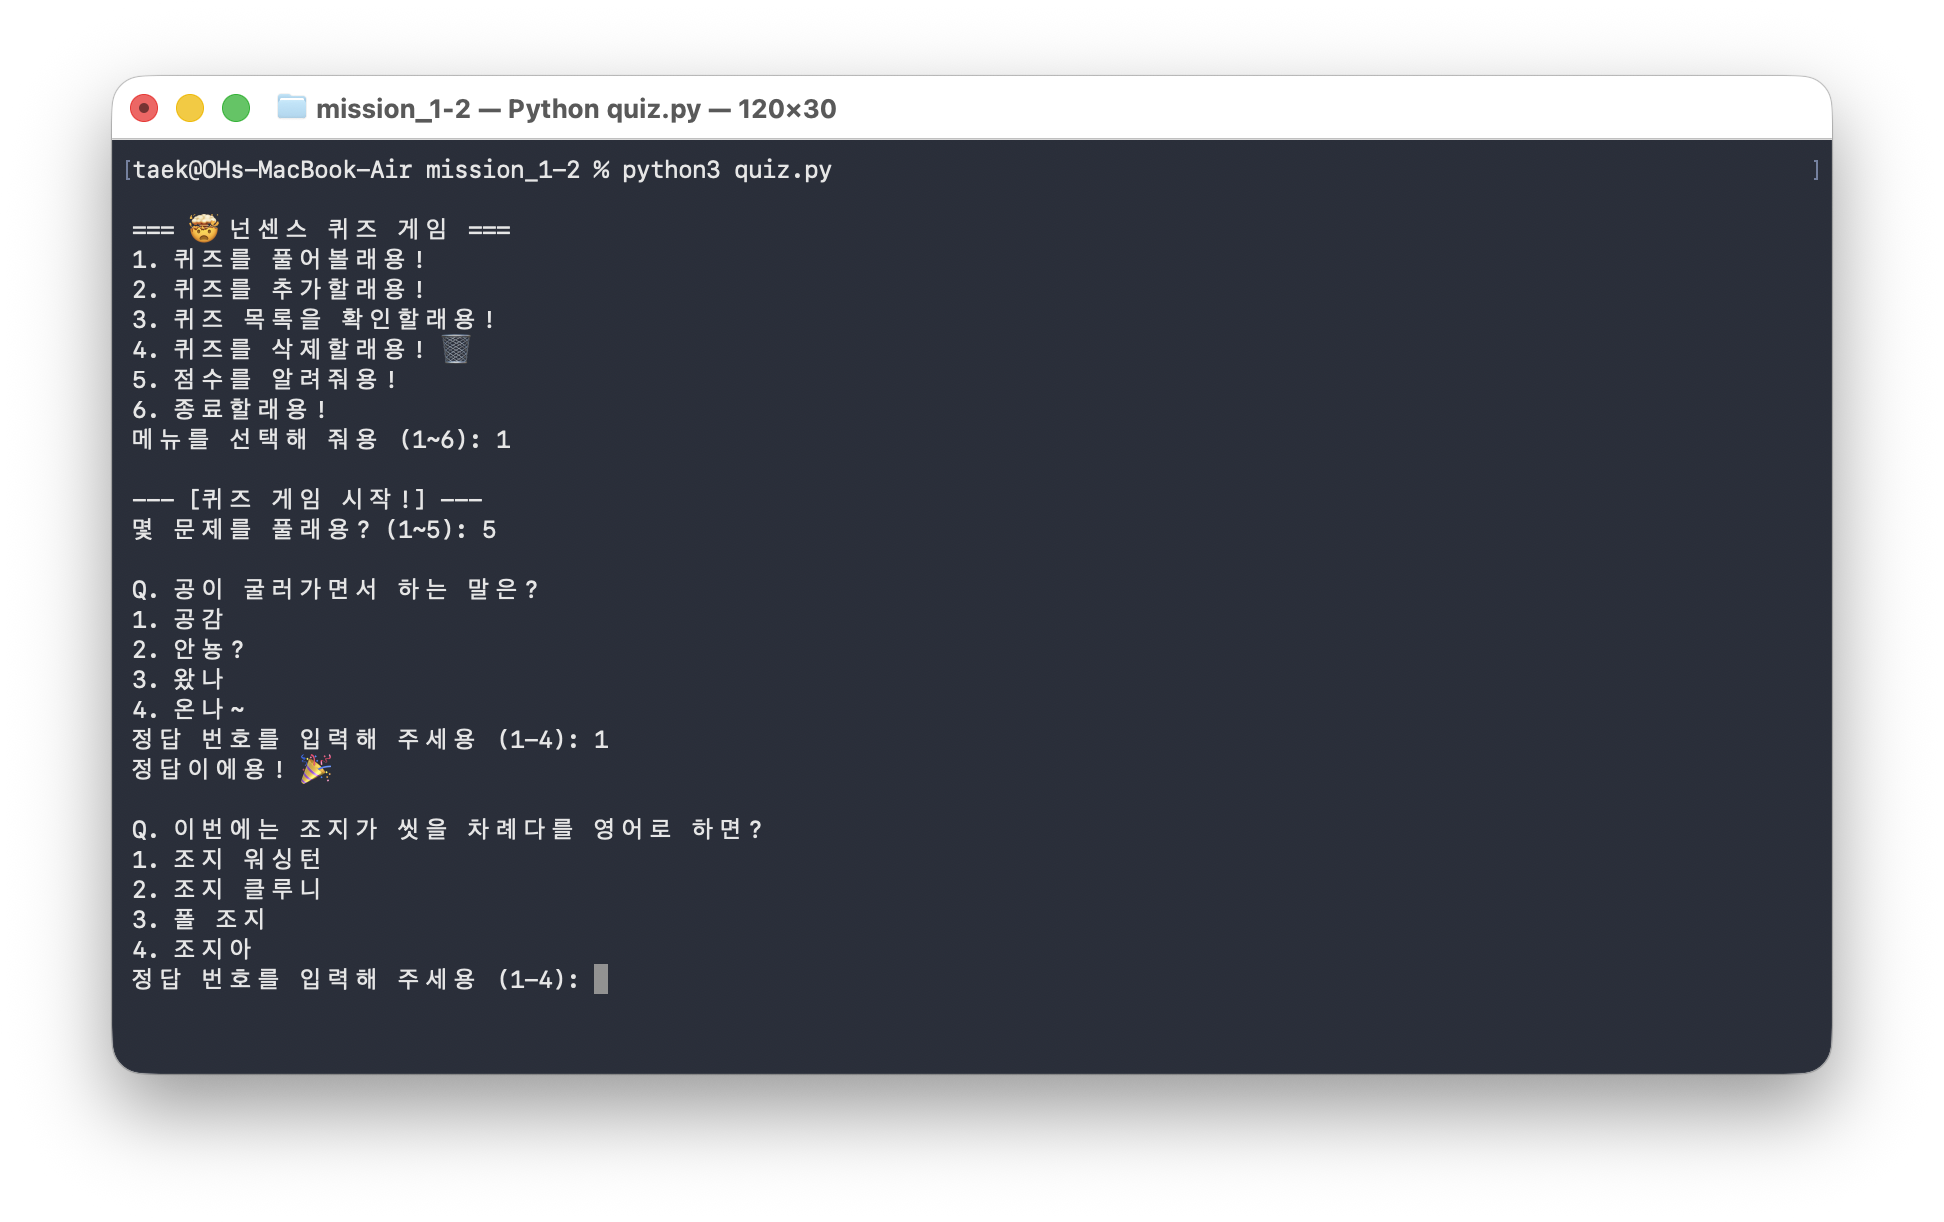 mission_1-2 — Python quiz.py — 120×30
[taek@OHs-MacBook-Air mission_1-2 % python3 quiz.py ]
=== 🤯 넌센스 퀴즈 게임 ===
1. 퀴즈를 풀어볼래용!
2. 퀴즈를 추가할래용!
3. 퀴즈 목록을 확인할래용!
4. 퀴즈를 삭제할래용! 🗑️
5. 점수를 알려줘용!
6. 종료할래용!
메뉴를 선택해 줘용 (1~6): 1
--- [퀴즈 게임 시작!] ---
몇 문제를 풀래용? (1~5): 5
Q. 공이 굴러가면서 하는 말은?
1. 공감
2. 안뇽?
3. 왔나
4. 온나~
정답 번호를 입력해 주세용 (1-4): 1
정답이에용! 🎉
Q. 이번에는 조지가 씻을 차례다를 영어로 하면?
1. 조지 워싱턴
2. 조지 클루니
3. 폴 조지
4. 조지아
정답 번호를 입력해 주세용 (1-4):